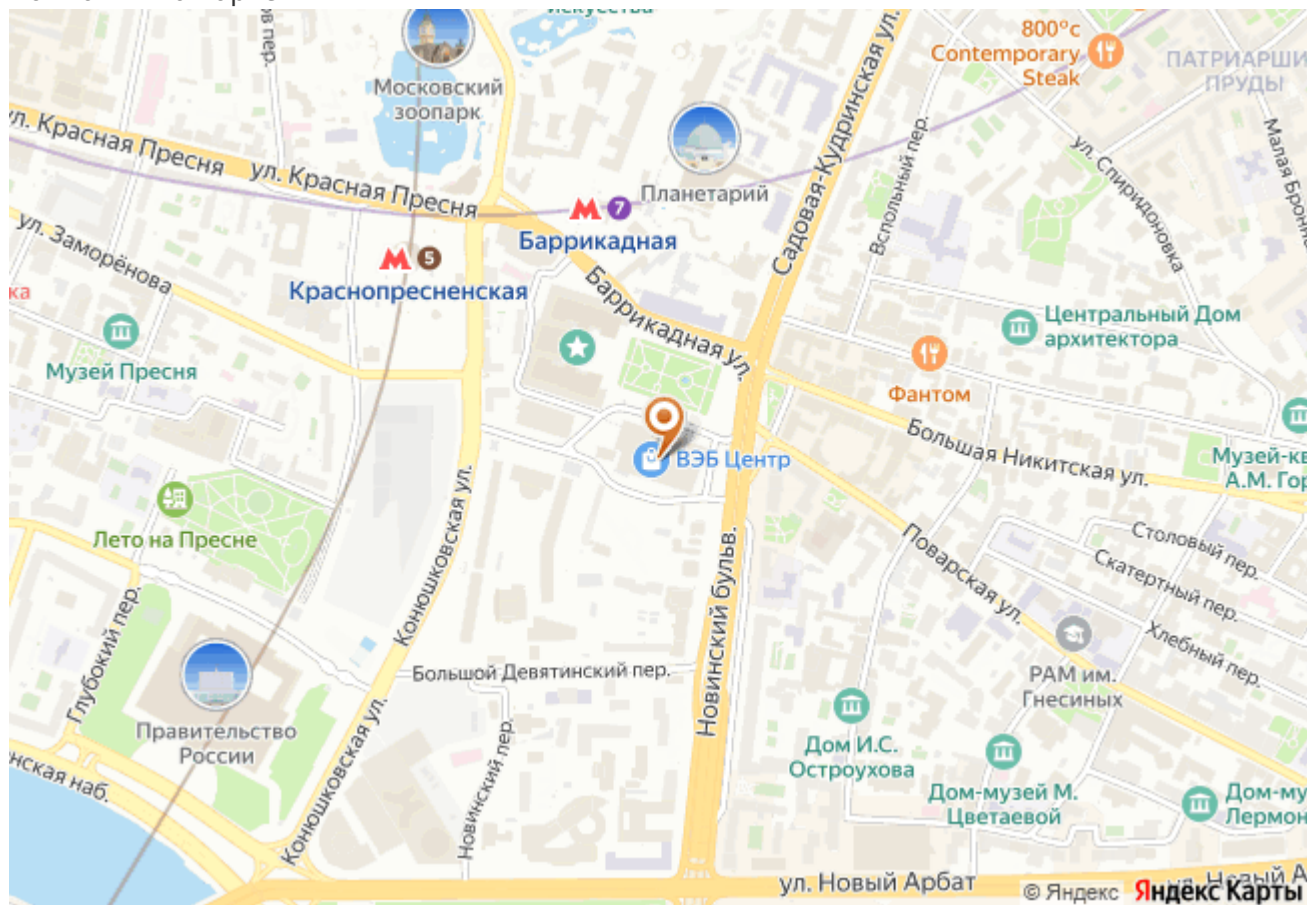 искусства
800°c
Contemporary
Steak
ПАТРИАРШИ
ПРУДЫ
Московский
зоопарк
ул. Красная Пресня
ул. Красная Пресня
Садовая-Кудринская ул.
Вспольный пер.
ул. Спиридоновка
Малая Бронн
Планетарий
7
Баррикадная
5
Краснопресненская
ул. Заморёнова
Баррикадная ул.
Музей Пресня
Центральный Дом
архитектора
Фантом
Большая Никитская ул.
Музей-кв
А.М. Гор
ВЭБ Центр
Лето на Пресне
Конюшковская ул.
Новинский бульв.
Поварская ул.
Столовый пер.
Скатертный пер.
Хлебный пер.
Глубокий пер.
Большой Девятинский пер.
РАМ им.
Гнесиных
Правительство
России
Конюшковская ул.
Новинский пер.
Дом И.С.
Остроухова
Дом-музей М.
Цветаевой
Дом-му
Лермон
нская наб.
ул. Новый Арбат
ул. Новый А
© Яндекс Яндекс Карты